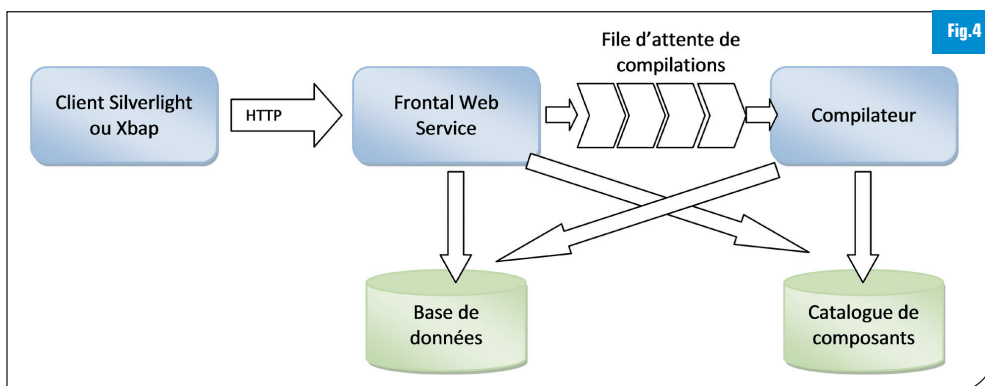 Fig.4
File d'attente de
compilations
Client Silverlight
ou Xbap
HTTP
Frontal Web
Service
Compilateur
Base de
données
Catalogue de
composants